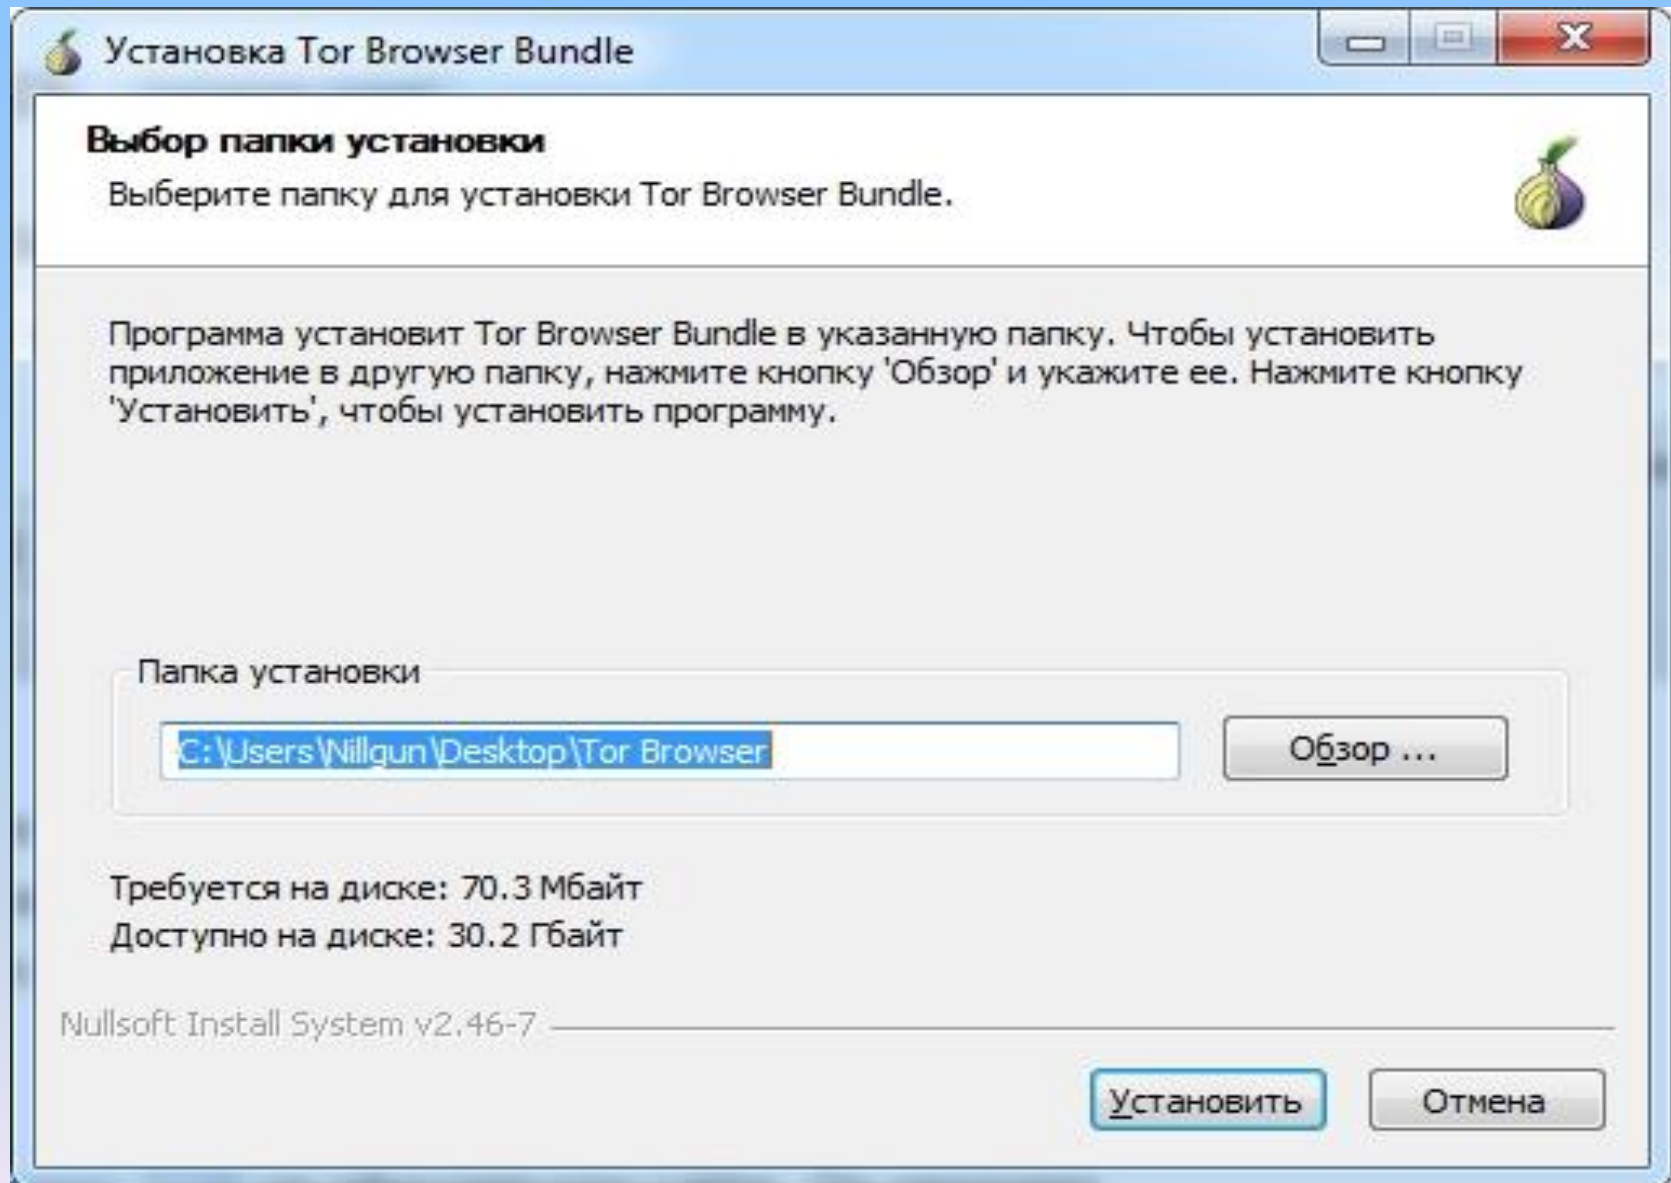 Установка Tor Browser Bundle
Выбор папки установки
Выберите папку для установки Tor Browser Bundle.
Программа установит Tor Browser Bundle в указанную папку. Чтобы установить
приложение в другую папку, нажмите кнопку 'Обзор' и укажите ее. Нажмите кнопку
'Установить', чтобы установить программу.
Папка установки
C:\Users\Nillgun\Desktop\Tor Browser
Обзор ...
Требуется на диске: 70.3 Мбайт
Доступно на диске: 30.2 Гбайт
Nullsoft Install System v2.46-7
Установить
Отмена